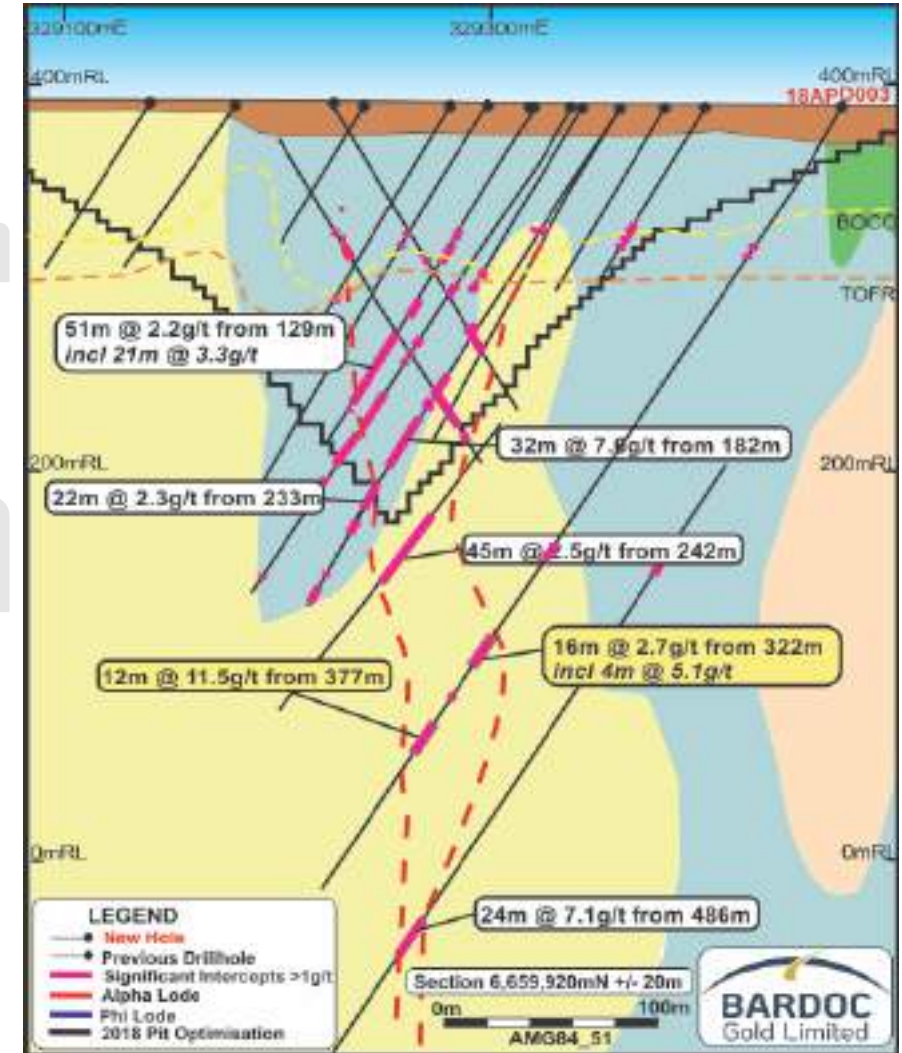 329100mE
329300mE
400mRL
400mRL
18APD003
BOCO
TOFR
51m @ 2.2g/t from 129m
incl 21m @ 3.3g/t
32m @ 7.6g/t from 182m
200mRL
200mRL
22m @ 2.3g/t from 233m
45m @ 2.5g/t from 242m
16m @ 2.7g/t from 322m
incl 4m @ 5.1g/t
12m @ 11.5g/t from 377m
0mRL
0mRL
24m @ 7.1g/t from 486m
LEGEND
New Hole
Previous Drillhole
Significant Intercepts >1g/t
Alpha Lode
Phi Lode
2018 Pit Optimisation
Section 6,659,920mN +/- 20m
0m
100m
AMG84_51
BARDOC
Gold Limited